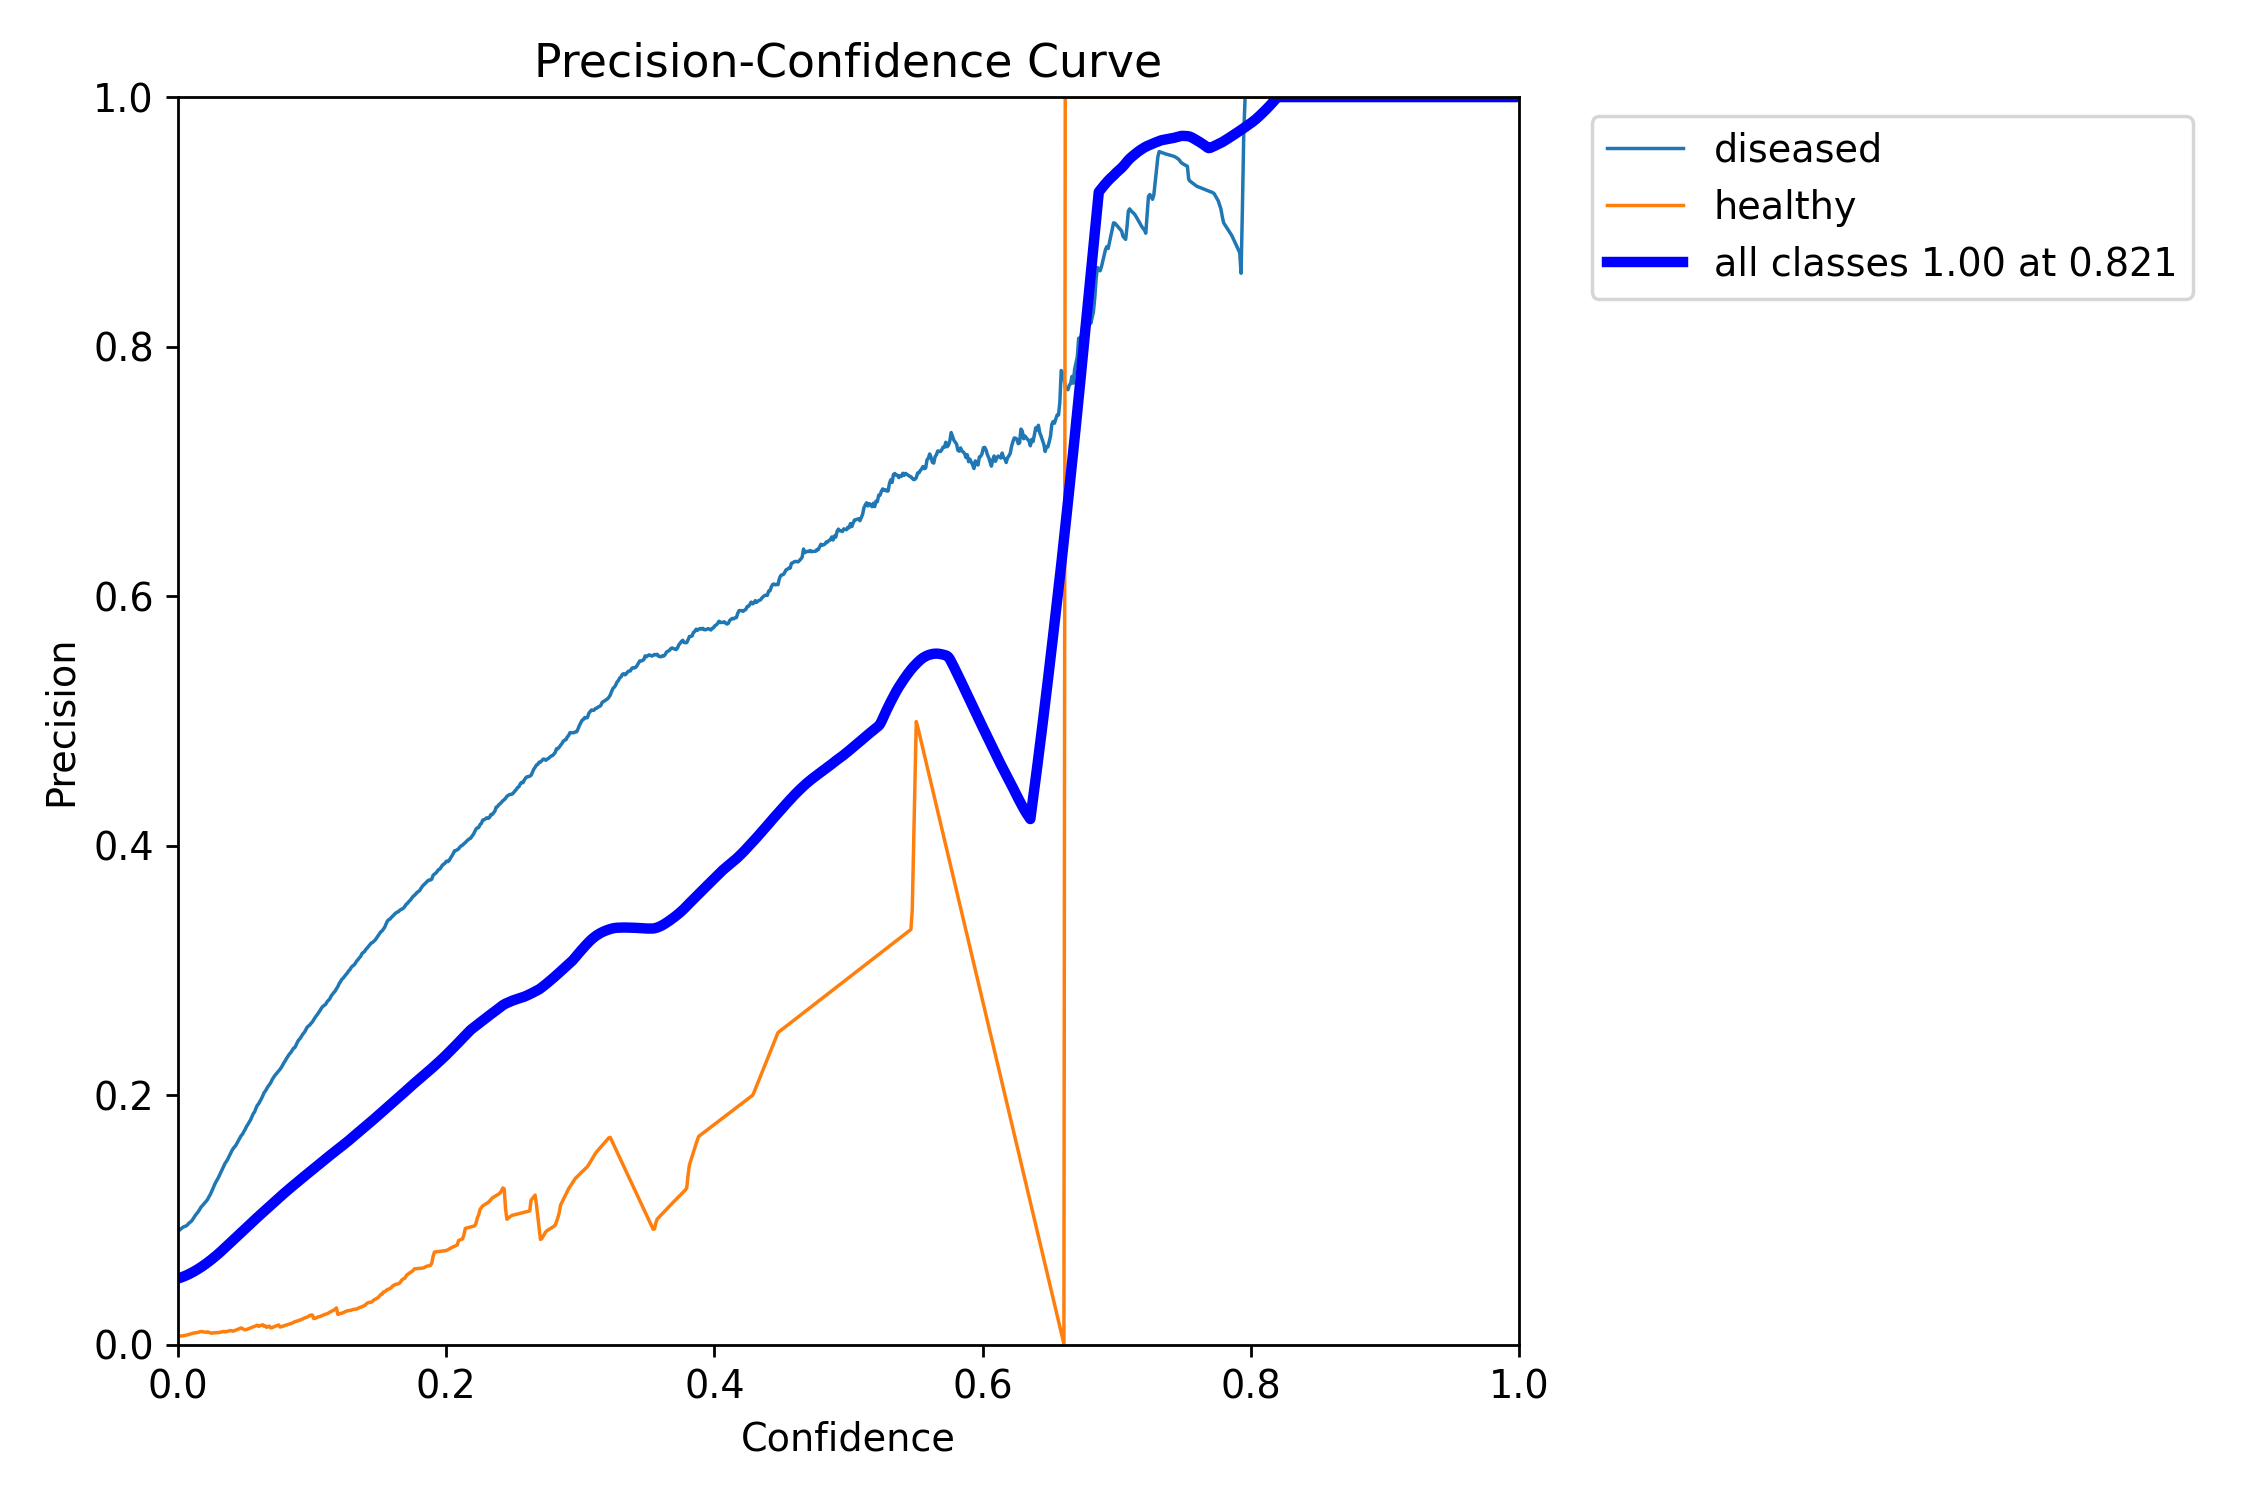 Precision-Confidence Curve
1.0
0.8
0.6
0.4
0.2
0.0
Precision
0.0 0.2 0.4 0.6 0.8 1.0
Confidence
diseased
healthy
all classes 1.00 at 0.821